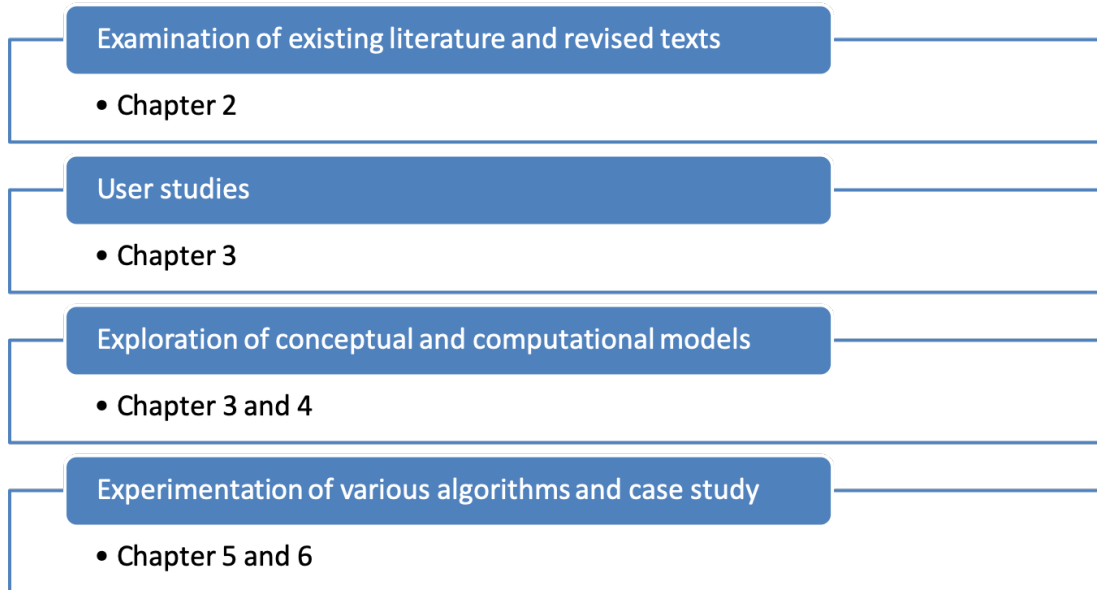 Examination of existing literature and revised texts
• Chapter 2
User studies
• Chapter 3
Exploration of conceptual and computational models
• Chapter 3 and 4
Experimentation of various algorithms and case study
• Chapter 5 and 6